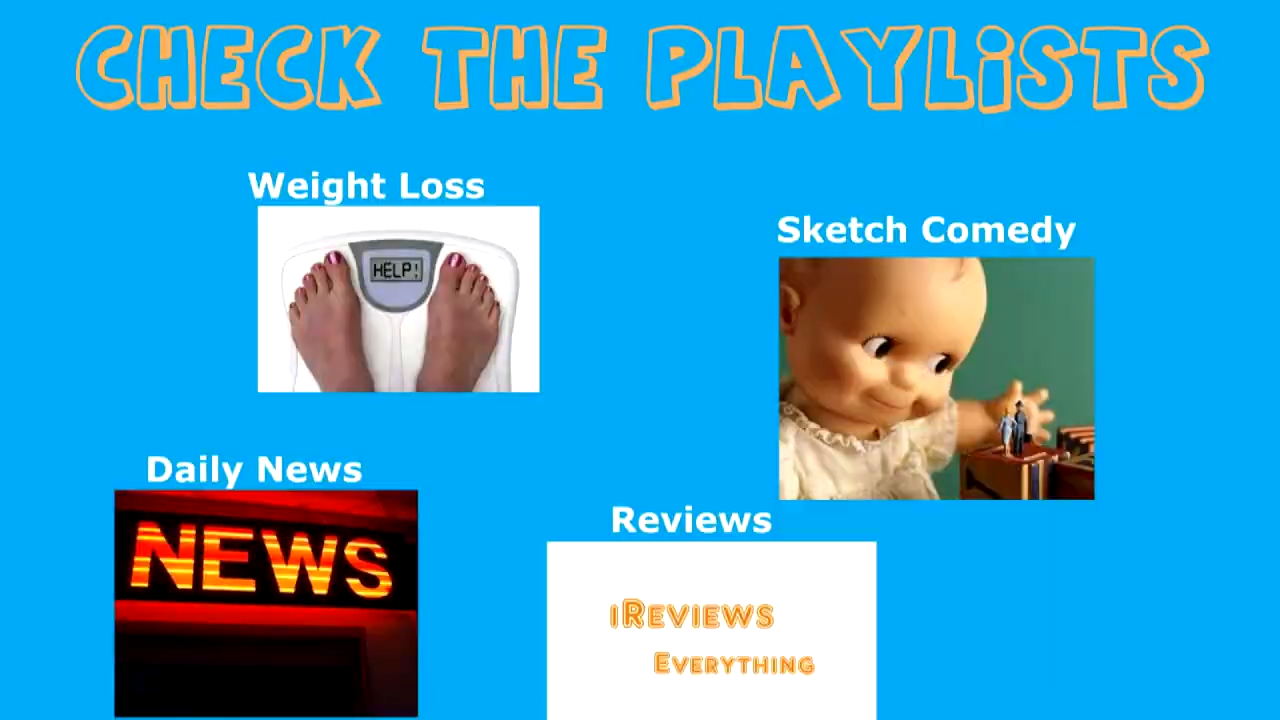 CHECK THE PLAYLiSTS
Weight Loss
HELP!
Sketch Comedy
Daily News
NEWS
Reviews
iREVIEWS
EVERYTHING